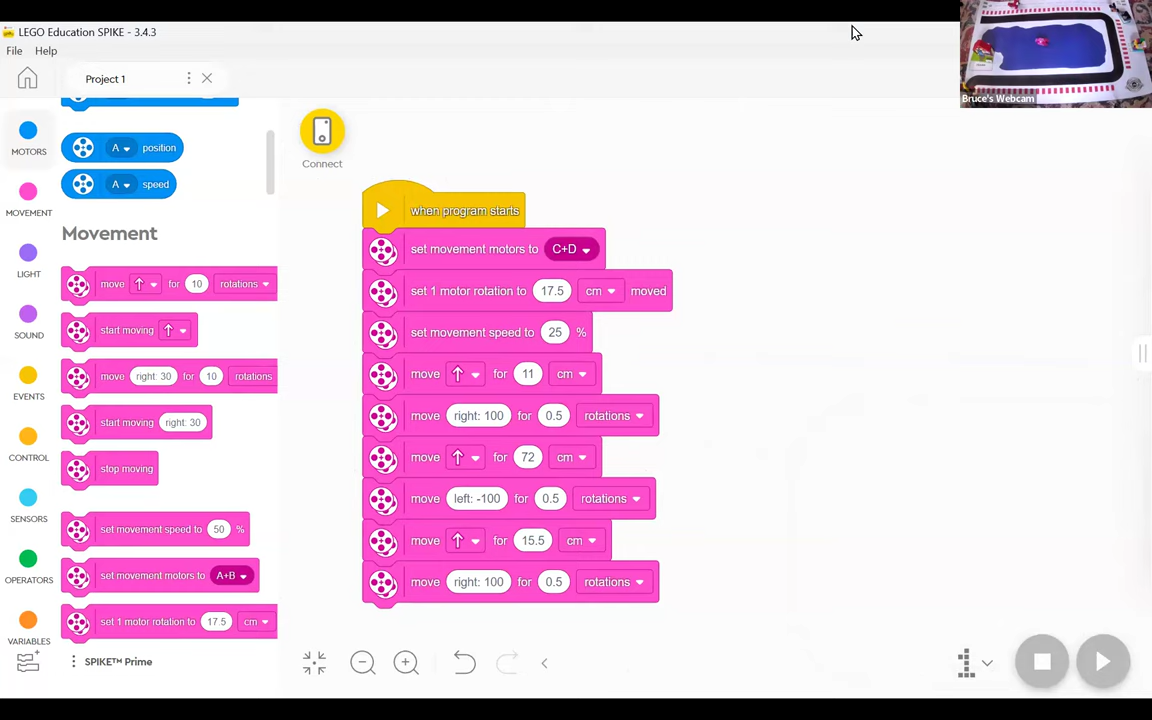 LEGO Education SPIKE - 3.4.3
File Help
Project 1
Bruce's Webcam
MOTORS
MOVEMENT
LIGHT
SOUND
EVENTS
CONTROL
SENSORS
OPERATORS
VARIABLES
A position
A speed
Movement
move for 10 rotations
start moving
move right: 30 for 10 rotations
start moving right: 30
stop moving
set movement speed to 50 %
set movement motors to A+B
set 1 motor rotation to 17.5 cm
SPIKE™ Prime
Connect
when program starts
set movement motors to C+D
set 1 motor rotation to 17.5 cm moved
set movement speed to 25 %
move for 11 cm
move right: 100 for 0.5 rotations
move for 72 cm
move left: -100 for 0.5 rotations
move for 15.5 cm
move right: 100 for 0.5 rotations